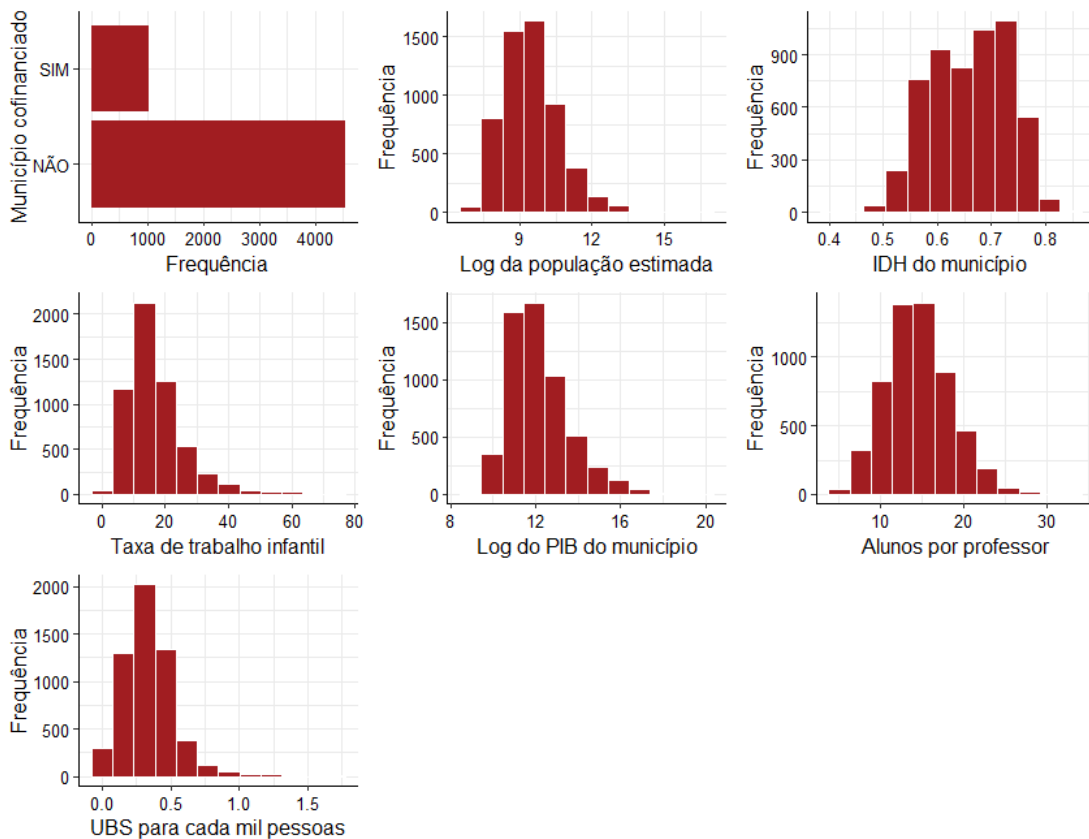 Município cofinanciado
SIM
NÃO
0 1000 2000 3000 4000
Frequência
Frequência
1500
1000
500
0
9 12 15
Log da população estimada
Frequência
900
600
300
0
0.4 0.5 0.6 0.7 0.8
IDH do município
Frequência
2000
1500
1000
500
0
0 20 40 60 80
Taxa de trabalho infantil
Frequência
1500
1000
500
0
8 12 16 20
Log do PIB do município
Frequência
1000
500
0
10 20 30
Alunos por professor
Frequência
2000
1500
1000
500
0
0.0 0.5 1.0 1.5
UBS para cada mil pessoas